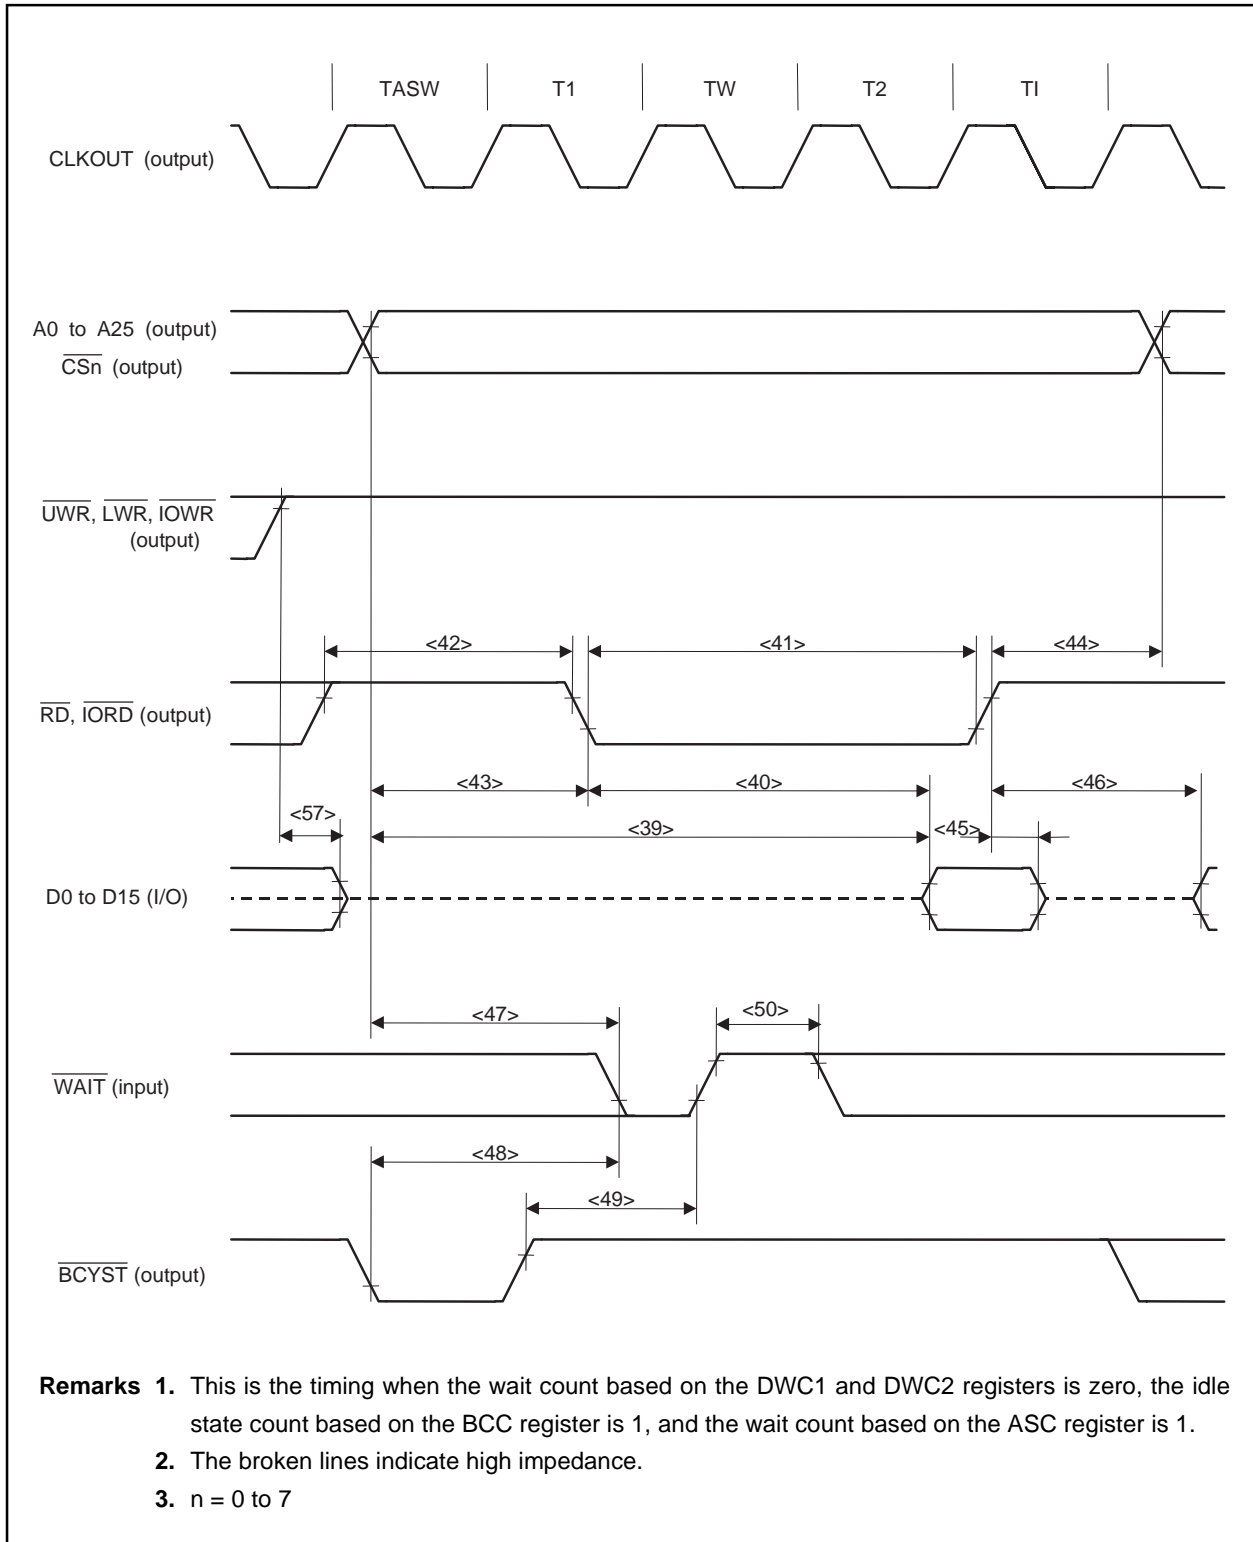 TASW T1 TW T2 TI
CLKOUT (output)
A0 to A25 (output)
CSn (output)
UWR, LWR, IOWR
(output)
<42> <41> <44>
RD, IORD (output)
<43> <40> <46>
<57> <39> <45>
D0 to D15 (I/O)
<47> <50>
WAIT (input)
<48>
<49>
BCYST (output)
Remarks 1. This is the timing when the wait count based on the DWC1 and DWC2 registers is zero, the idle
state count based on the BCC register is 1, and the wait count based on the ASC register is 1.
2. The broken lines indicate high impedance.
3. n = 0 to 7